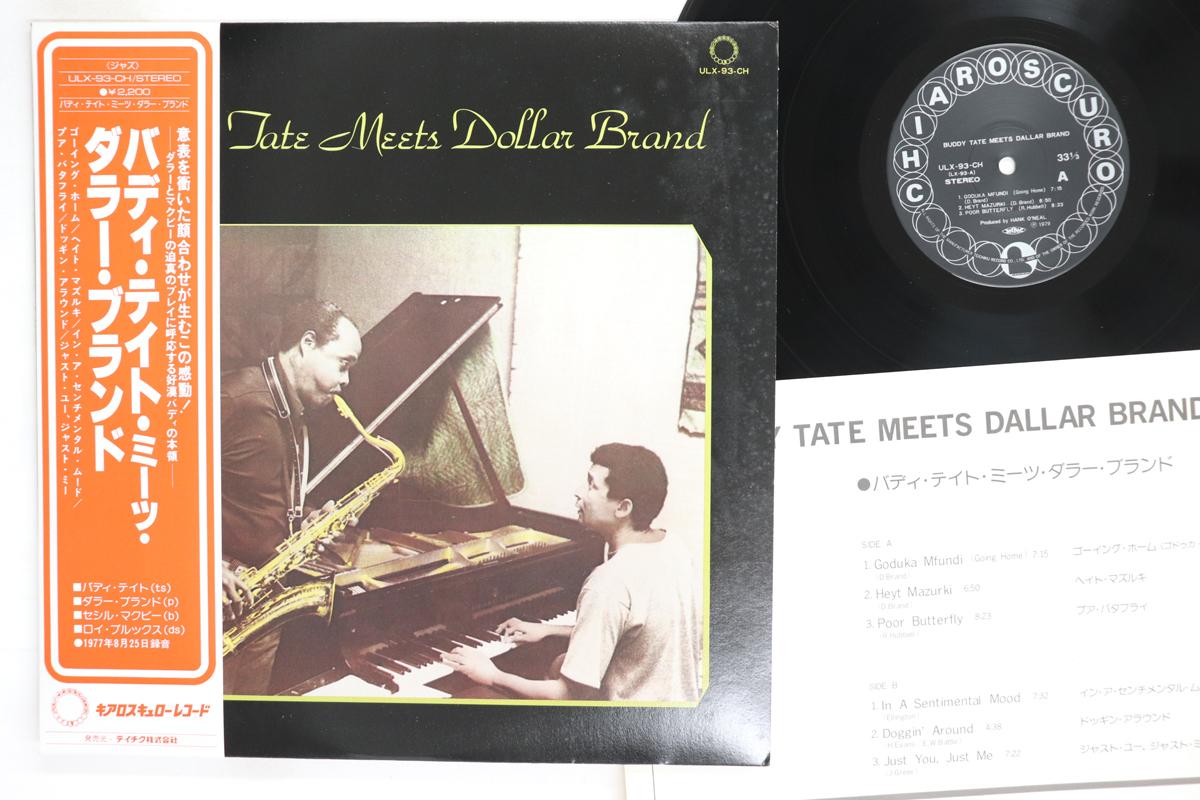 〈ジャズ〉
ULX-93-CH/STEREO
●¥2,200
バディ・テイト・ミーツ・ダラー・ブランド
意表を衝いた顔合わせが生むこの感動!
──ダラーとマクビーの迫真のプレイに呼応する好漢バディの本領──
バディ・テイト・ミーツ・
ダラー・ブランド
ゴーイング・ホーム/ヘイト・マズルキ/イン・ア・センチメンタル・ムード/
プア・バタフライ/ドッギン・アラウンド/ジャスト・ユー、ジャスト・ミー
■バディ・テイト(ts)
■ダラー・ブランド(p)
■セシル・マクビー(b)
■ロイ・ブルックス(ds)
●1977年8月25日録音
キアロスキュローレコード
発売元・テイチク株式会社
ULX-93-CH
Tate Meets Dollar Brand
CHIAROSCURO
BUDDY TATE MEETS DALLAR BRAND
ULX-93-CH
(LX-93-A)
STEREO
33⅓
A
1. GODUKA MFUNDI (Going Home) 7:15
(D. Brand)
2. HEYT MAZURKI (D. Brand) 6:50
3. POOR BUTTERFLY (R. Hubbell) 8:23
Produced by HANK O'NEAL
Ⓟ 1979
TATE MEETS DALLAR BRAND
●バディ・テイト・ミーツ・ダラー・ブランド
SIDE A
1. Goduka Mfundi (Going Home) 7:15 ゴーイング・ホーム(ゴドゥカ・
(D.Brand)
2. Heyt Mazurki 6:50 ヘイト・マズルキ
(D.Brand)
3. Poor Butterfly 8:23 プア・バタフライ
(R.Hubbell)
SIDE B
1. In A Sentimental Mood 7:32 イン・ア・センチメンタル・ム
(Ellington)
2. Doggin' Around 4:38 ドッギン・アラウンド
(H.Evans / E.W.Battle)
3. Just You, Just Me 7:22 ジャスト・ユー、ジャスト・ミ
(J.Greer)